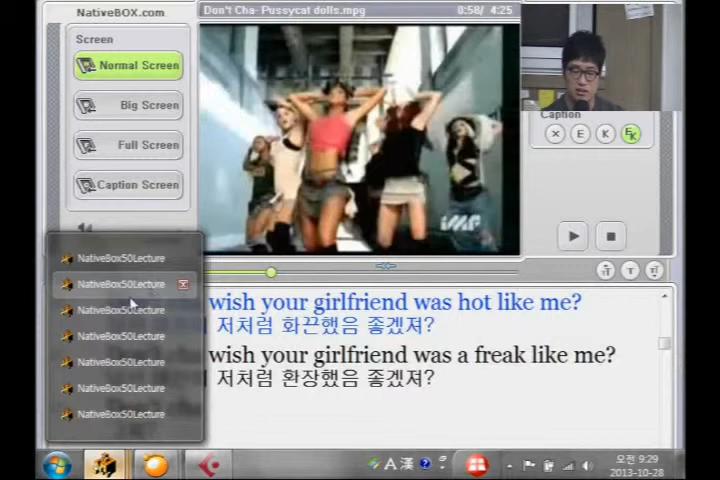 NativeBOX.com
Don't Cha- Pussycat dolls.mpg
0:58/ 4:25
Screen
Normal Screen
Big Screen
Full Screen
Caption Screen
Caption
E
K
EK
NativeBox50Lecture
NativeBox50Lecture
NativeBox50Lecture
NativeBox50Lecture
NativeBox50Lecture
NativeBox50Lecture
NativeBox50Lecture
wish your girlfriend was hot like me?
저처럼 화끈했음 좋겠져?
wish your girlfriend was a freak like me?
저처럼 환장했음 좋겠져?
A 漢
오전 9:29
2013-10-28